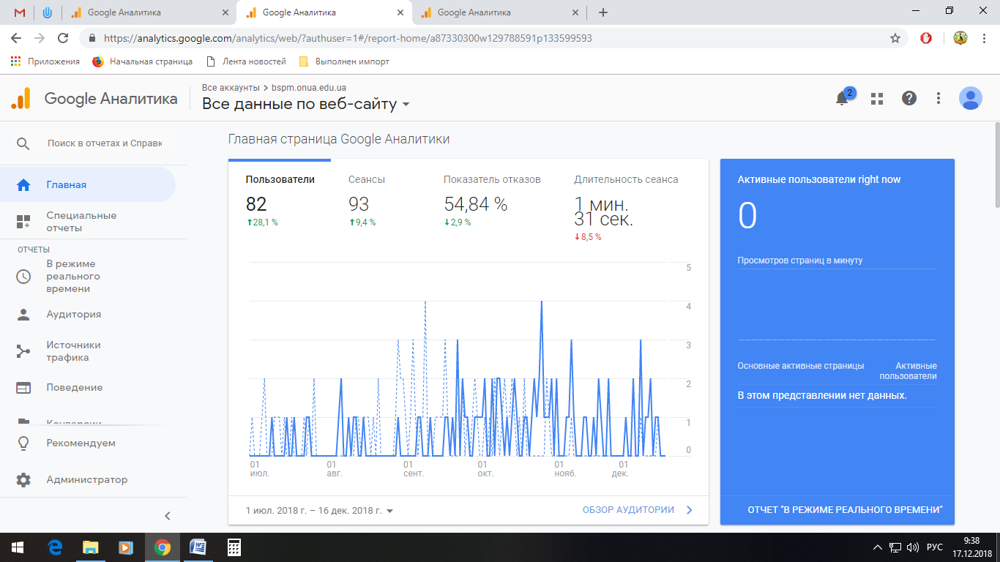 Google Аналитика
Google Аналитика
Google Аналитика
https://analytics.google.com/analytics/web/?authuser=1#/report-home/a87330300w129788591p133599593
Приложения
Начальная страница
Лента новостей
Выполнен импорт
Google Аналитика
Все аккаунты > bspm.onua.edu.ua
Все данные по веб-сайту
2
Поиск в отчетах и Справк
Главная
Специальные
отчеты
ОТЧЕТЫ
В режиме
реального
времени
Аудитория
Источники
трафика
Поведение
Конверсии
Рекомендуем
Администратор
Главная страница Google Аналитики
Пользователи
82
28,1 %
Сеансы
93
9,4 %
Показатель отказов
54,84 %
2,9 %
Длительность сеанса
1 мин.
31 сек.
8,5 %
5
4
3
2
1
0
01
июл.
01
авг.
01
сент.
01
окт.
01
нояб.
01
дек.
1 июл. 2018 г. – 16 дек. 2018 г.
ОБЗОР АУДИТОРИИ
Активные пользователи right now
0
Просмотров страниц в минуту
Основные активные страницы
Активные
пользователи
В этом представлении нет данных.
ОТЧЕТ "В РЕЖИМЕ РЕАЛЬНОГО ВРЕМЕНИ"
РУС
9:38
17.12.2018